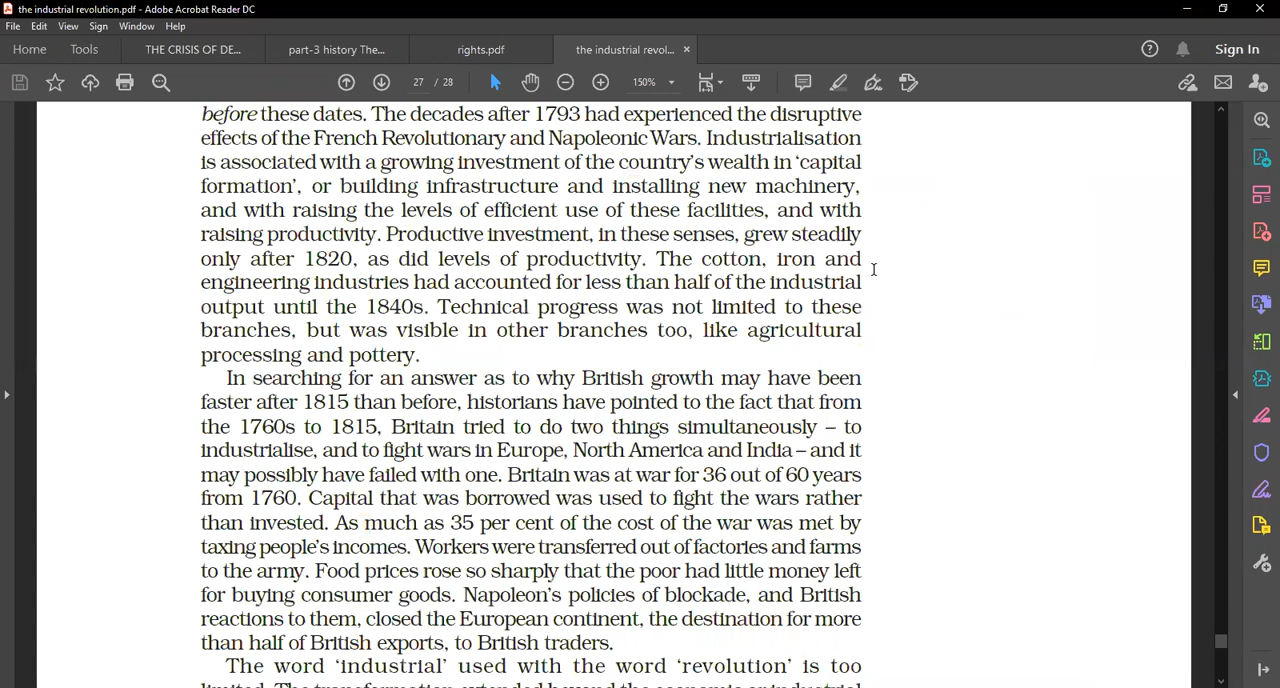 the industrial revolution.pdf - Adobe Acrobat Reader DC
File Edit View Sign Window Help
Home Tools THE CRISIS OF DE... part-3 history The... rights.pdf the industrial revol... × Sign In
27 / 28 150%
before these dates. The decades after 1793 had experienced the disruptive
effects of the French Revolutionary and Napoleonic Wars. Industrialisation
is associated with a growing investment of the country's wealth in 'capital
formation', or building infrastructure and installing new machinery,
and with raising the levels of efficient use of these facilities, and with
raising productivity. Productive investment, in these senses, grew steadily
only after 1820, as did levels of productivity. The cotton, iron and
engineering industries had accounted for less than half of the industrial
output until the 1840s. Technical progress was not limited to these
branches, but was visible in other branches too, like agricultural
processing and pottery.
In searching for an answer as to why British growth may have been
faster after 1815 than before, historians have pointed to the fact that from
the 1760s to 1815, Britain tried to do two things simultaneously – to
industrialise, and to fight wars in Europe, North America and India – and it
may possibly have failed with one. Britain was at war for 36 out of 60 years
from 1760. Capital that was borrowed was used to fight the wars rather
than invested. As much as 35 per cent of the cost of the war was met by
taxing people's incomes. Workers were transferred out of factories and farms
to the army. Food prices rose so sharply that the poor had little money left
for buying consumer goods. Napoleon's policies of blockade, and British
reactions to them, closed the European continent, the destination for more
than half of British exports, to British traders.
The word 'industrial' used with the word 'revolution' is too
limited. The transformation extended beyond the economic or industrial